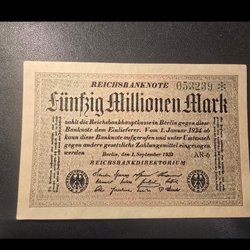 REICHSBANKNOTE
053239 *
Fünfzig Millionen Mark
zahlt die Reichsbankhauptkasse in Berlin gegen diese
Banknote dem Einlieferer. Vom 1. Januar 1924 ab
kann diese Banknote aufgerufen und unter Umtausch
gegen andere gesetzliche Zahlungsmittel eingezogen
werden
Berlin, den 1. September 1923
AR-6
REICHSBANKDIREKTORIUM